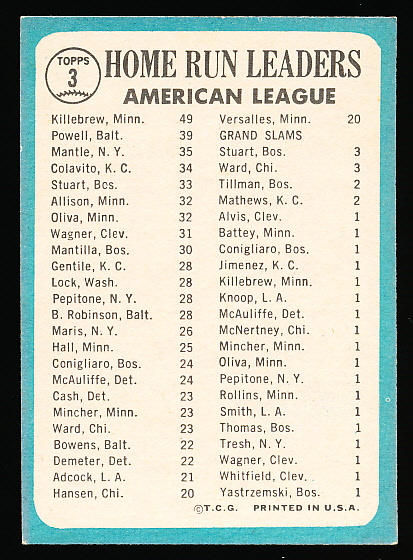 TOPPS
3
HOME RUN LEADERS
AMERICAN LEAGUE
Killebrew, Minn. 49
Powell, Balt. 39
Mantle, N. Y. 35
Colavito, K. C. 34
Stuart, Bos. 33
Allison, Minn. 32
Oliva, Minn. 32
Wagner, Clev. 31
Mantilla, Bos. 30
Gentile, K. C. 28
Lock, Wash. 28
Pepitone, N. Y. 28
B. Robinson, Balt. 28
Maris, N. Y. 26
Hall, Minn. 25
Conigliaro, Bos. 24
McAuliffe, Det. 24
Cash, Det. 23
Mincher, Minn. 23
Ward, Chi. 23
Bowens, Balt. 22
Demeter, Det. 22
Adcock, L. A. 21
Hansen, Chi. 20
Versalles, Minn. 20
GRAND SLAMS
Stuart, Bos. 3
Ward, Chi. 3
Tillman, Bos. 2
Mathews, K. C. 2
Alvis, Clev. 1
Battey, Minn. 1
Conigliaro, Bos. 1
Jimenez, K. C. 1
Killebrew, Minn. 1
Knoop, L. A. 1
McAuliffe, Det. 1
McNertney, Chi. 1
Mincher, Minn. 1
Oliva, Minn. 1
Pepitone, N. Y. 1
Rollins, Minn. 1
Smith, L. A. 1
Thomas, Bos. 1
Tresh, N. Y. 1
Wagner, Clev. 1
Whitfield, Clev. 1
Yastrzemski, Bos. 1
©T.C.G. PRINTED IN U.S.A.